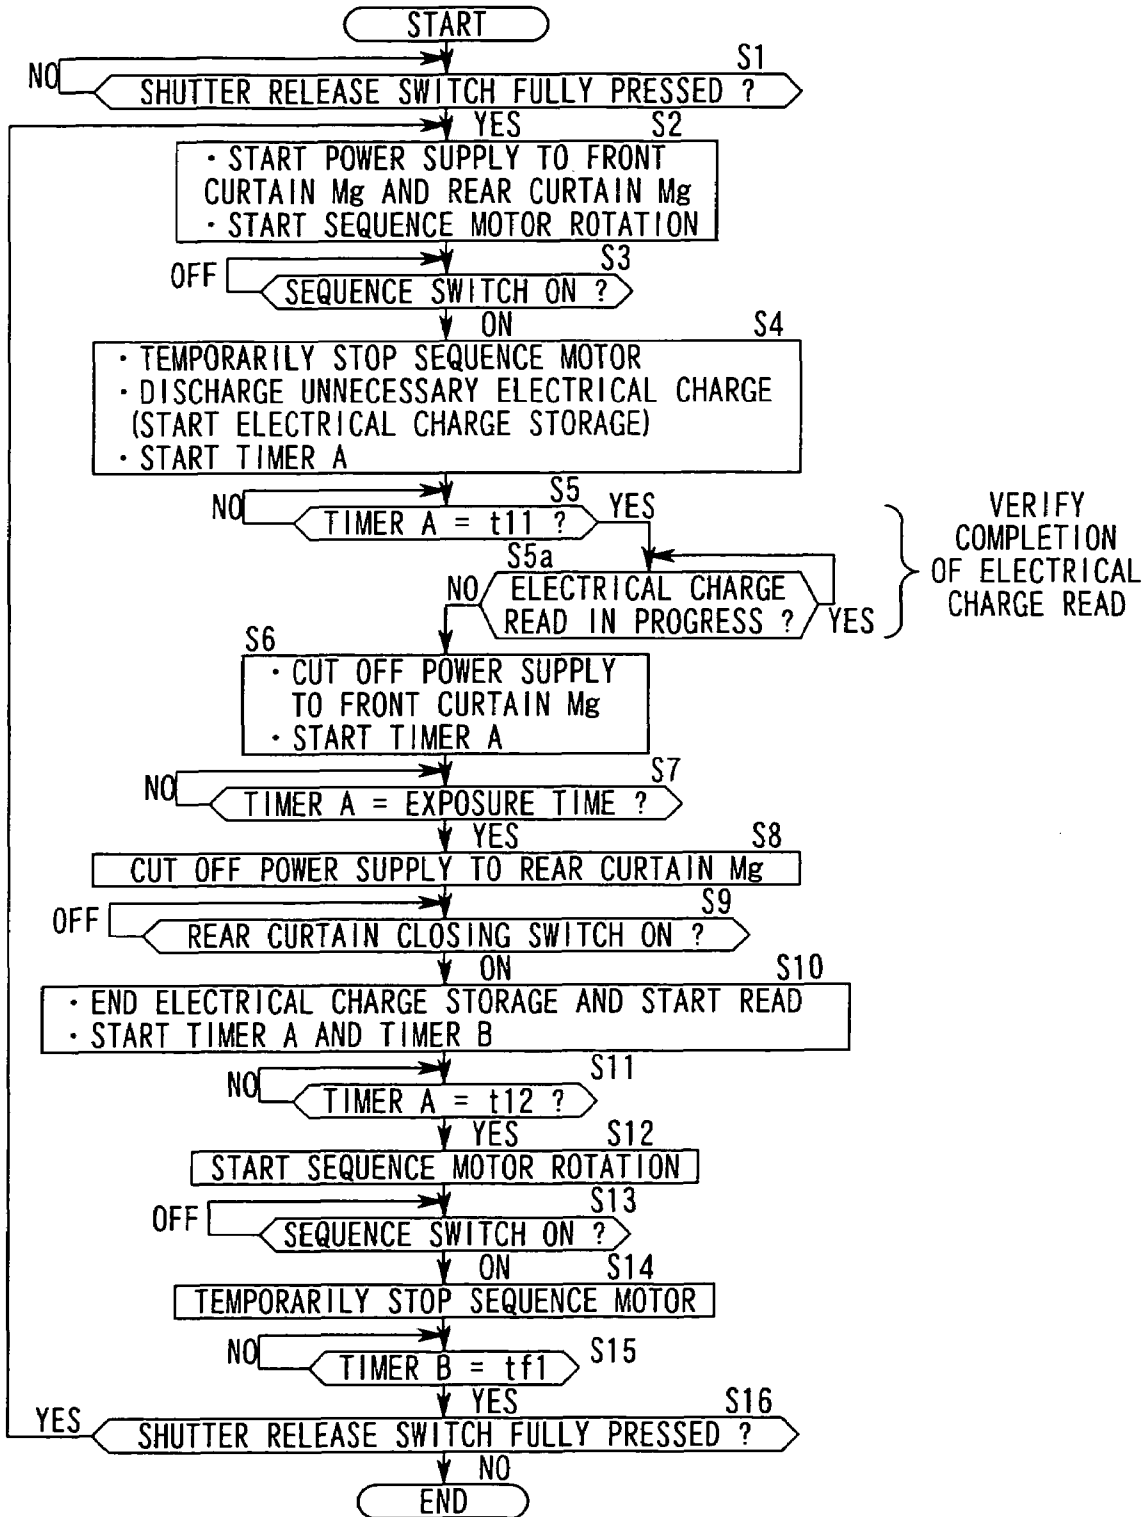 START
S1
NO
SHUTTER RELEASE SWITCH FULLY PRESSED ?
YES
S2
· START POWER SUPPLY TO FRONT
CURTAIN Mg AND REAR CURTAIN Mg
· START SEQUENCE MOTOR ROTATION
S3
OFF
SEQUENCE SWITCH ON ?
ON
S4
· TEMPORARILY STOP SEQUENCE MOTOR
· DISCHARGE UNNECESSARY ELECTRICAL CHARGE
(START ELECTRICAL CHARGE STORAGE)
· START TIMER A
S5
NO
TIMER A = t11 ?
YES
S5a
NO
ELECTRICAL CHARGE
READ IN PROGRESS ?
YES
VERIFY
COMPLETION
OF ELECTRICAL
CHARGE READ
S6
· CUT OFF POWER SUPPLY
TO FRONT CURTAIN Mg
· START TIMER A
S7
NO
TIMER A = EXPOSURE TIME ?
YES
S8
CUT OFF POWER SUPPLY TO REAR CURTAIN Mg
S9
OFF
REAR CURTAIN CLOSING SWITCH ON ?
ON
S10
· END ELECTRICAL CHARGE STORAGE AND START READ
· START TIMER A AND TIMER B
S11
NO
TIMER A = t12 ?
YES
S12
START SEQUENCE MOTOR ROTATION
S13
OFF
SEQUENCE SWITCH ON ?
ON
S14
TEMPORARILY STOP SEQUENCE MOTOR
NO
S15
TIMER B = tf1
YES
S16
YES
SHUTTER RELEASE SWITCH FULLY PRESSED ?
NO
END